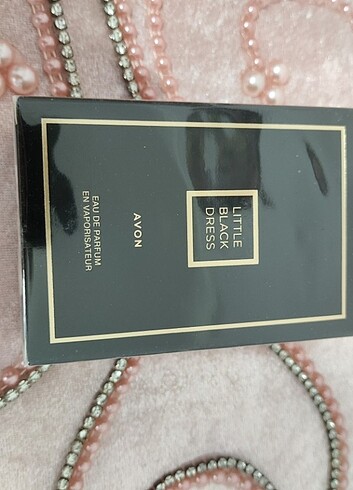 LITTLE
BLACK
DRESS
AVON
EAU DE PARFUM
EN VAPORISATEUR